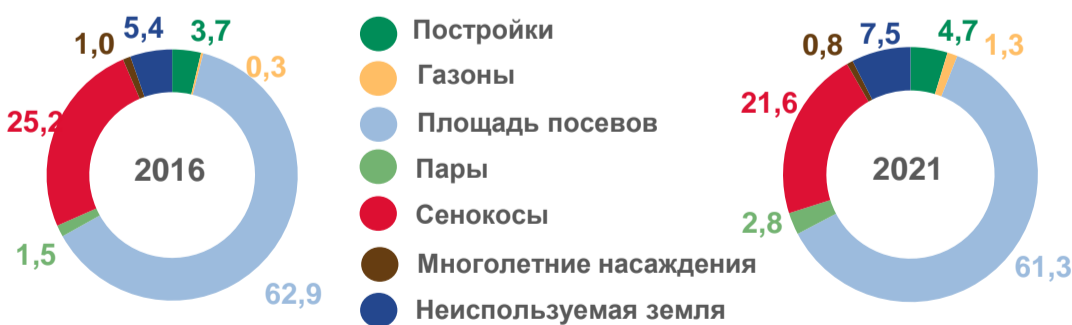 5,4
3,7
1,0
0,3
25,2
2016
1,5
62,9
Постройки
Газоны
Площадь посевов
Пары
Сенокосы
Многолетние насаждения
Неиспользуемая земля
7,5
4,7
0,8
1,3
21,6
2021
2,8
61,3